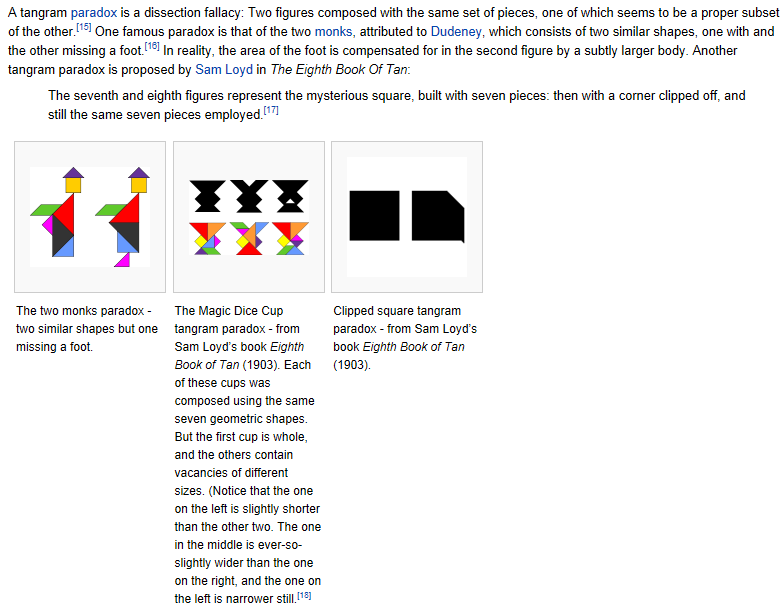 A tangram paradox is a dissection fallacy: Two figures composed with the same set of pieces, one of which seems to be a proper subset
of the other.[15] One famous paradox is that of the two monks, attributed to Dudeney, which consists of two similar shapes, one with and
the other missing a foot.[16] In reality, the area of the foot is compensated for in the second figure by a subtly larger body. Another
tangram paradox is proposed by Sam Loyd in The Eighth Book Of Tan:
The seventh and eighth figures represent the mysterious square, built with seven pieces: then with a corner clipped off, and
still the same seven pieces employed.[17]
The two monks paradox -
two similar shapes but one
missing a foot.
The Magic Dice Cup
tangram paradox - from
Sam Loyd's book Eighth
Book of Tan (1903). Each
of these cups was
composed using the same
seven geometric shapes.
But the first cup is whole,
and the others contain
vacancies of different
sizes. (Notice that the one
on the left is slightly shorter
than the other two. The one
in the middle is ever-so-
slightly wider than the one
on the right, and the one on
the left is narrower still.[18]
Clipped square tangram
paradox - from Sam Loyd's
book Eighth Book of Tan
(1903).